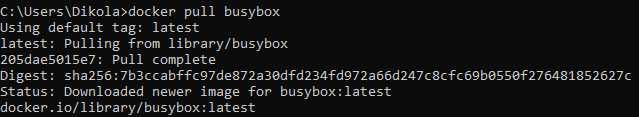 C:\Users\Dikola>docker pull busybox
Using default tag: latest
latest: Pulling from library/busybox
205dae5015e7: Pull complete
Digest: sha256:7b3ccabffc97de872a30dfd234fd972a66d247c8cfc69b0550f276481852627c
Status: Downloaded newer image for busybox:latest
docker.io/library/busybox:latest